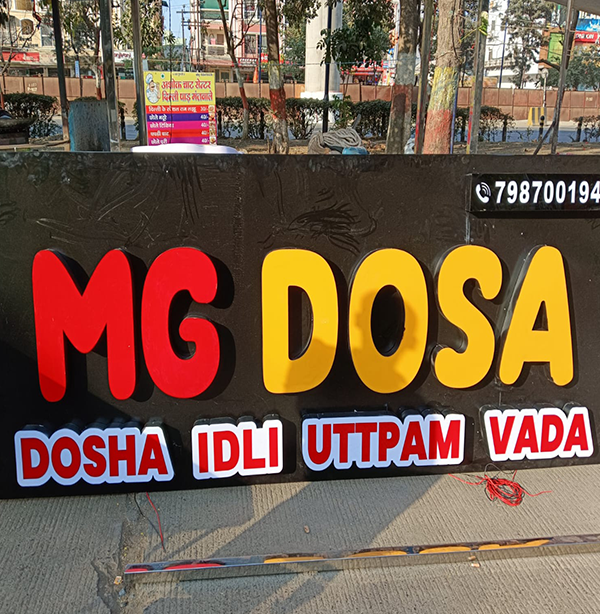 798700194
MG DOSA
DOSHA IDLI UTTPAM VADA